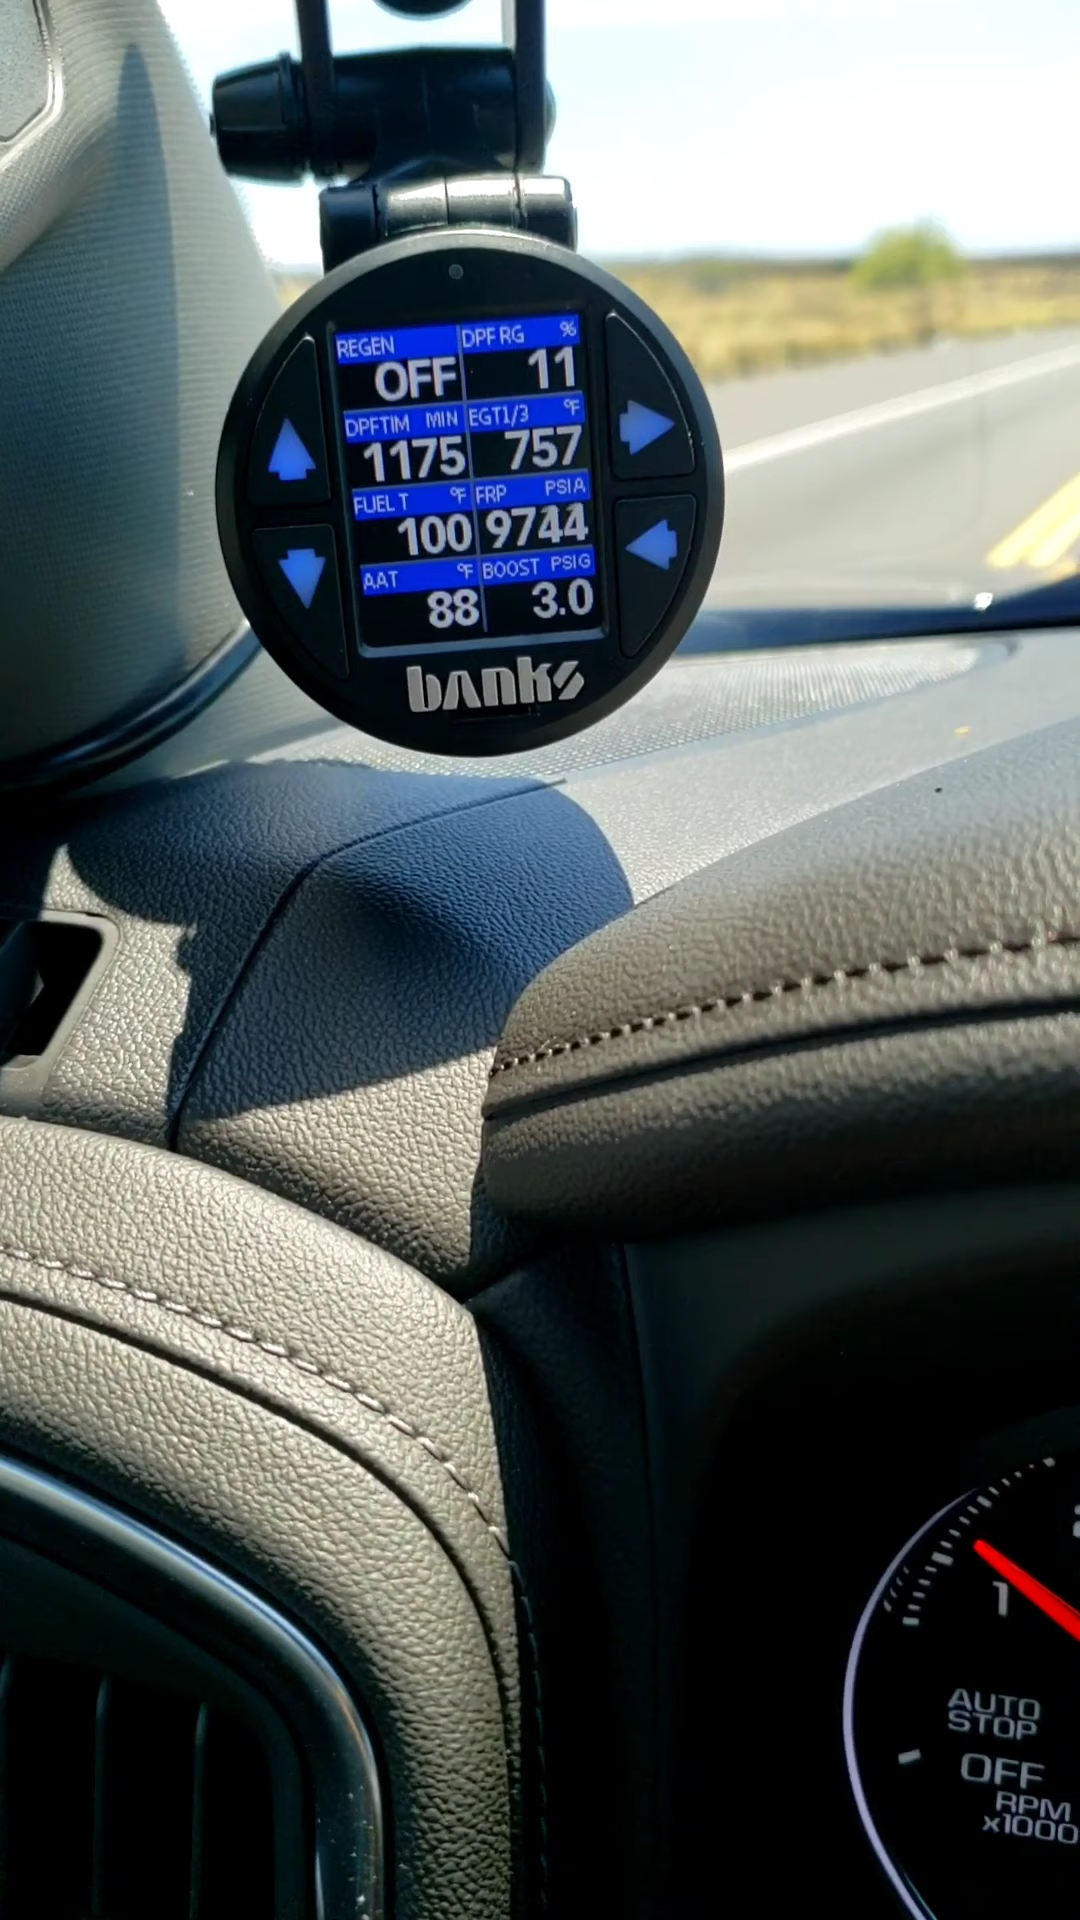 REGEN DPF RG %
OFF 11
DPFTIM MIN EGT1/3 °F
1175 757
FUEL T °F FRP PSIA
100 9744
AAT °F BOOST PSIG
88 3.0
banks
1
AUTO
STOP
OFF
RPM
x1000